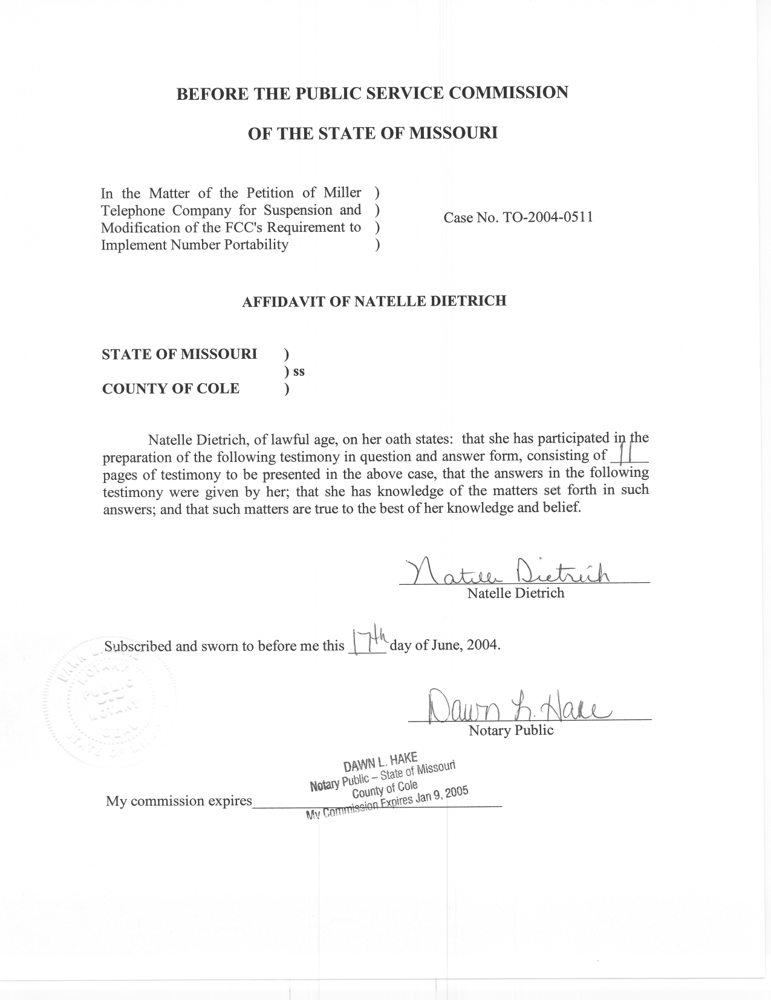 BEFORE THE PUBLIC SERVICE COMMISSION
OF THE STATE OF MISSOURI
In the Matter of the Petition of Miller )
Telephone Company for Suspension and )
Modification of the FCC's Requirement to )
Implement Number Portability )
Case No. TO-2004-0511
AFFIDAVIT OF NATELLE DIETRICH
STATE OF MISSOURI )
) ss
COUNTY OF COLE )
Natelle Dietrich, of lawful age, on her oath states: that she has participated in the
preparation of the following testimony in question and answer form, consisting of 11
pages of testimony to be presented in the above case, that the answers in the following
testimony were given by her; that she has knowledge of the matters set forth in such
answers; and that such matters are true to the best of her knowledge and belief.
Natelle Dietrich
Natelle Dietrich
Subscribed and sworn to before me this 17th day of June, 2004.
DAWN L.
NOTARY
PUBLIC
NOTARY
SEAL
STATE OF
Dawn L. Hake
Notary Public
DAWN L. HAKE
Notary Public – State of Missouri
County of Cole
My Commission Expires Jan 9, 2005
My commission expires